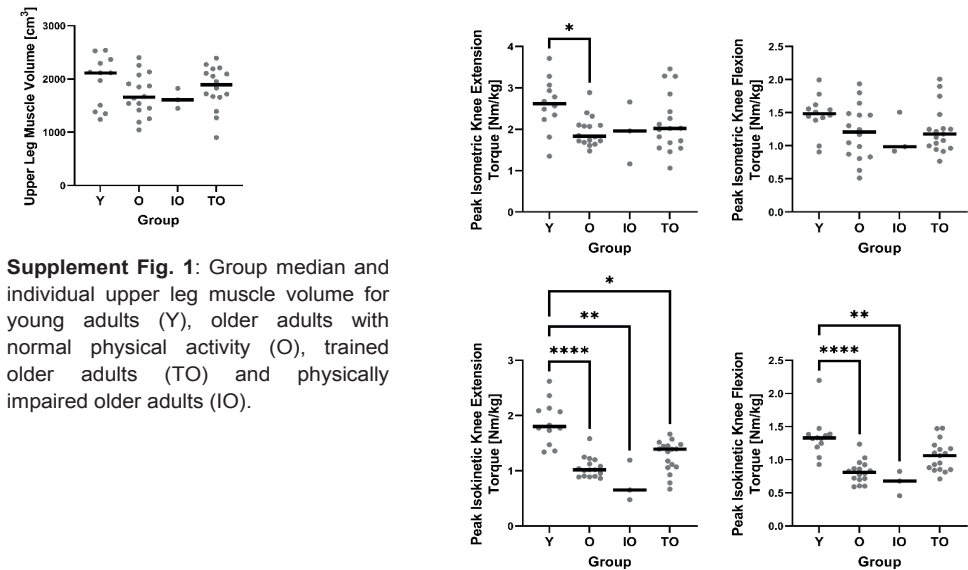 Upper Leg Muscle Volume [cm³]
3000
2000
1000
0
Y O IO TO
Group
Supplement Fig. 1: Group median and
individual upper leg muscle volume for
young adults (Y), older adults with
normal physical activity (O), trained
older adults (TO) and physically
impaired older adults (IO).
Peak Isometric Knee Extension
Torque [Nm/kg]
4
3
2
1
0
*
Y O IO TO
Group
Peak Isometric Knee Flexion
Torque [Nm/kg]
2.5
2.0
1.5
1.0
0.5
0.0
Y O IO TO
Group
Peak Isokinetic Knee Extension
Torque [Nm/kg]
*
**
****
3
2
1
0
Y O IO TO
Group
Peak Isokinetic Knee Flexion
Torque [Nm/kg]
**
****
2.5
2.0
1.5
1.0
0.5
0.0
Y O IO TO
Group